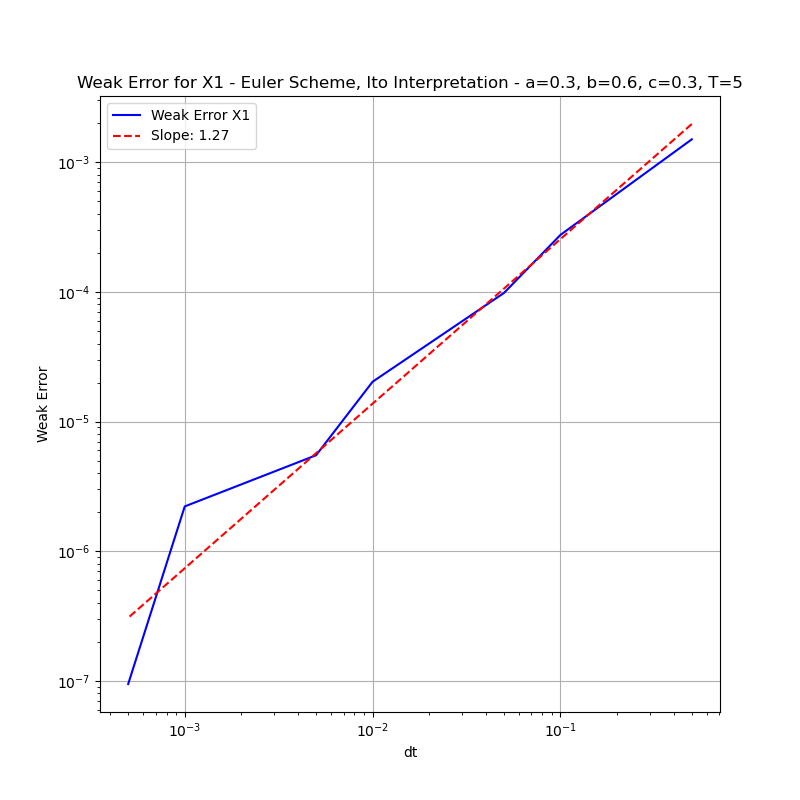 Weak Error for X1 - Euler Scheme, Ito Interpretation - a=0.3, b=0.6, c=0.3, T=5
Weak Error X1
Slope: 1.27
10⁻³
10⁻⁴
10⁻⁵
10⁻⁶
10⁻⁷
Weak Error
10⁻³ 10⁻² 10⁻¹
dt